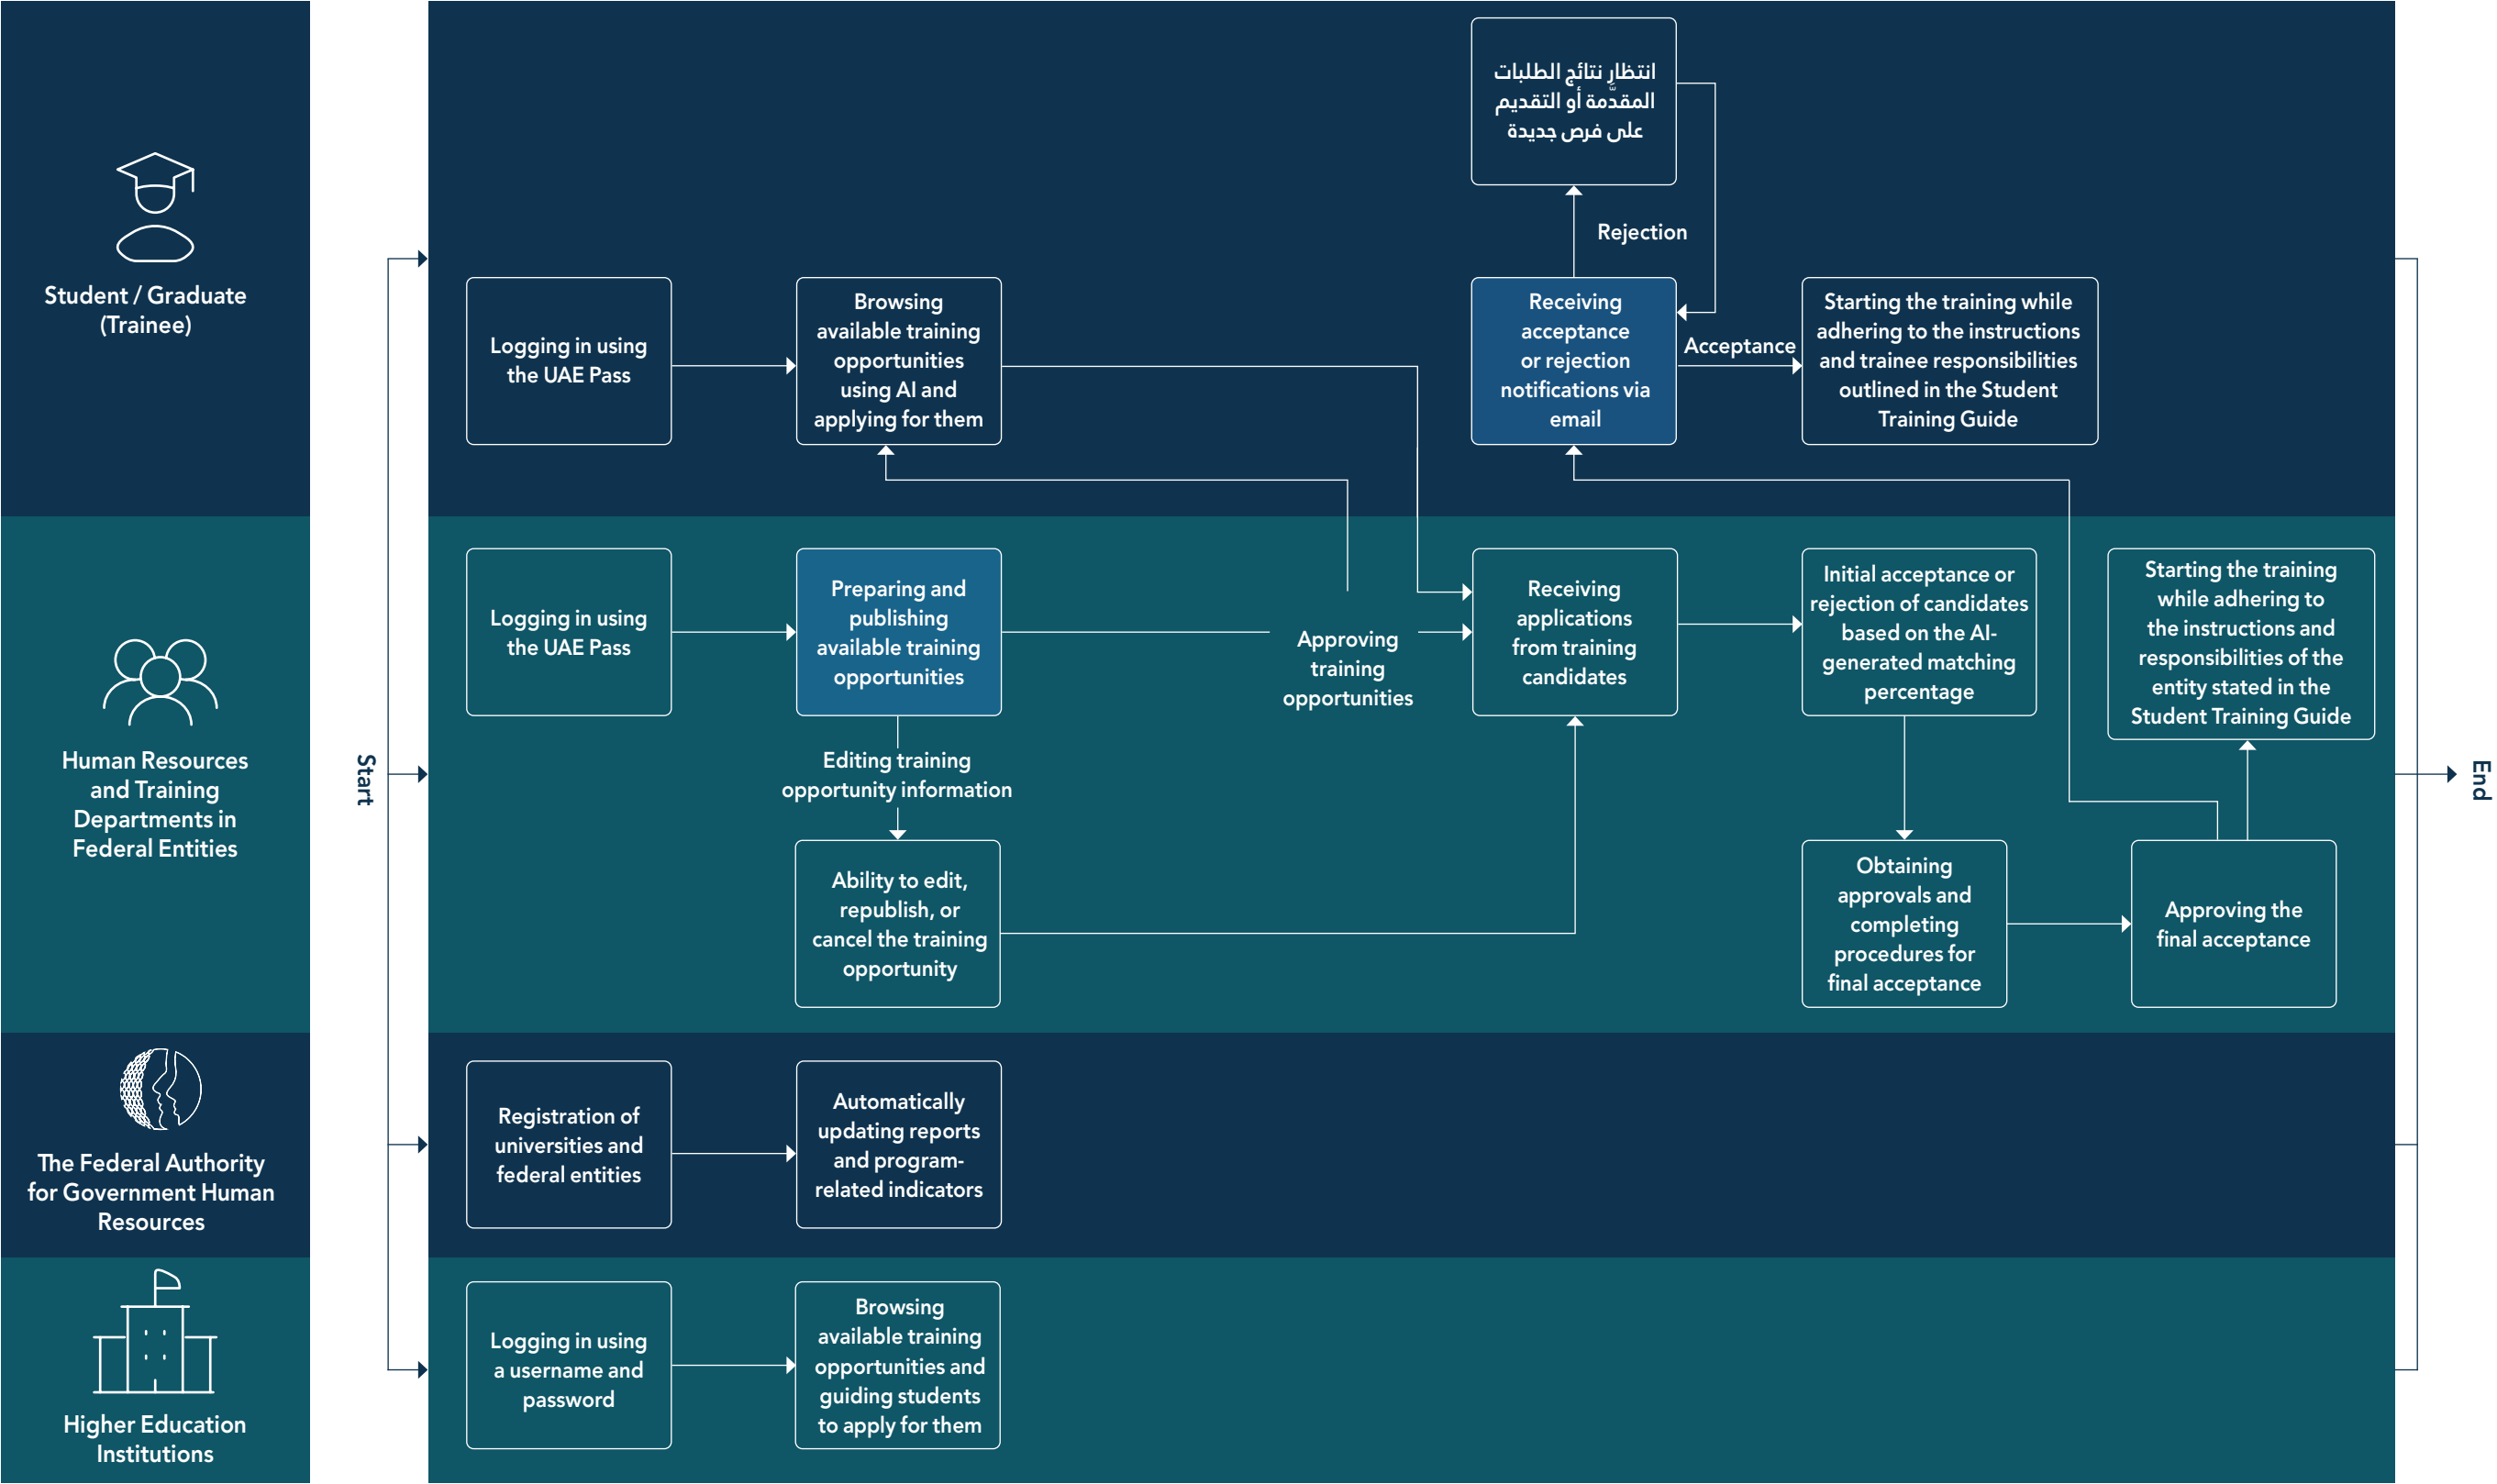 Student / Graduate
(Trainee)
Human Resources
and Training
Departments in
Federal Entities
The Federal Authority
for Government Human
Resources
Higher Education
Institutions
Start
انتظارِ نتائج الطلبات
المقدَّمة أو التقديم
على فرص جديدة
Rejection
Logging in using
the UAE Pass
Browsing
available training
opportunities
using AI and
applying for them
Receiving
acceptance
or rejection
notifications via
email
Acceptance
Starting the training while
adhering to the instructions
and trainee responsibilities
outlined in the Student
Training Guide
Logging in using
the UAE Pass
Preparing and
publishing
available training
opportunities
Approving
training
opportunities
Receiving
applications
from training
candidates
Initial acceptance or
rejection of candidates
based on the AI-
generated matching
percentage
Starting the training
while adhering to
the instructions and
responsibilities of the
entity stated in the
Student Training Guide
Editing training
opportunity information
Ability to edit,
republish, or
cancel the training
opportunity
Obtaining
approvals and
completing
procedures for
final acceptance
Approving the
final acceptance
Registration of
universities and
federal entities
Automatically
updating reports
and program-
related indicators
Logging in using
a username and
password
Browsing
available training
opportunities and
guiding students
to apply for them
End